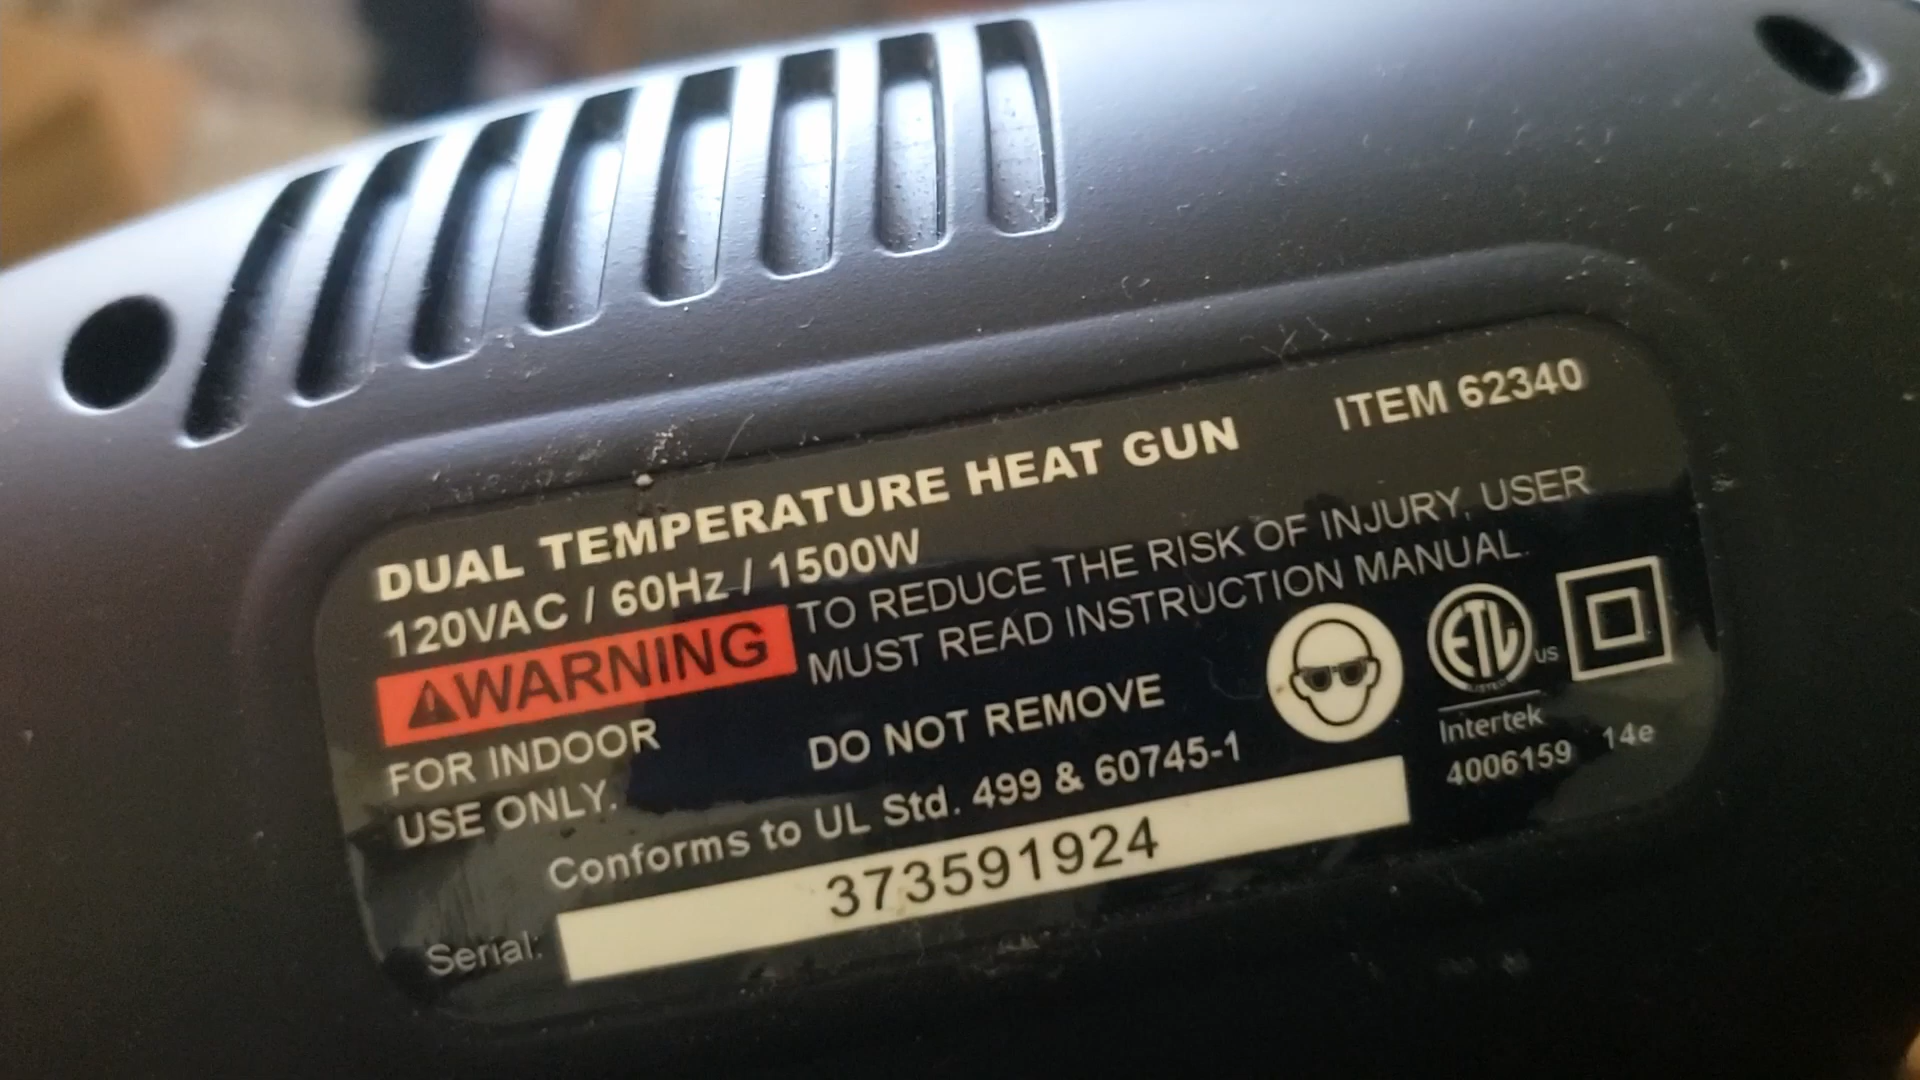 DUAL TEMPERATURE HEAT GUN ITEM 62340
120VAC / 60Hz / 1500W
⚠WARNING TO REDUCE THE RISK OF INJURY, USER
MUST READ INSTRUCTION MANUAL.
FOR INDOOR
USE ONLY.
DO NOT REMOVE
Conforms to UL Std. 499 & 60745-1
ETL US
LISTED
Intertek
4006159 14e
Serial: 373591924